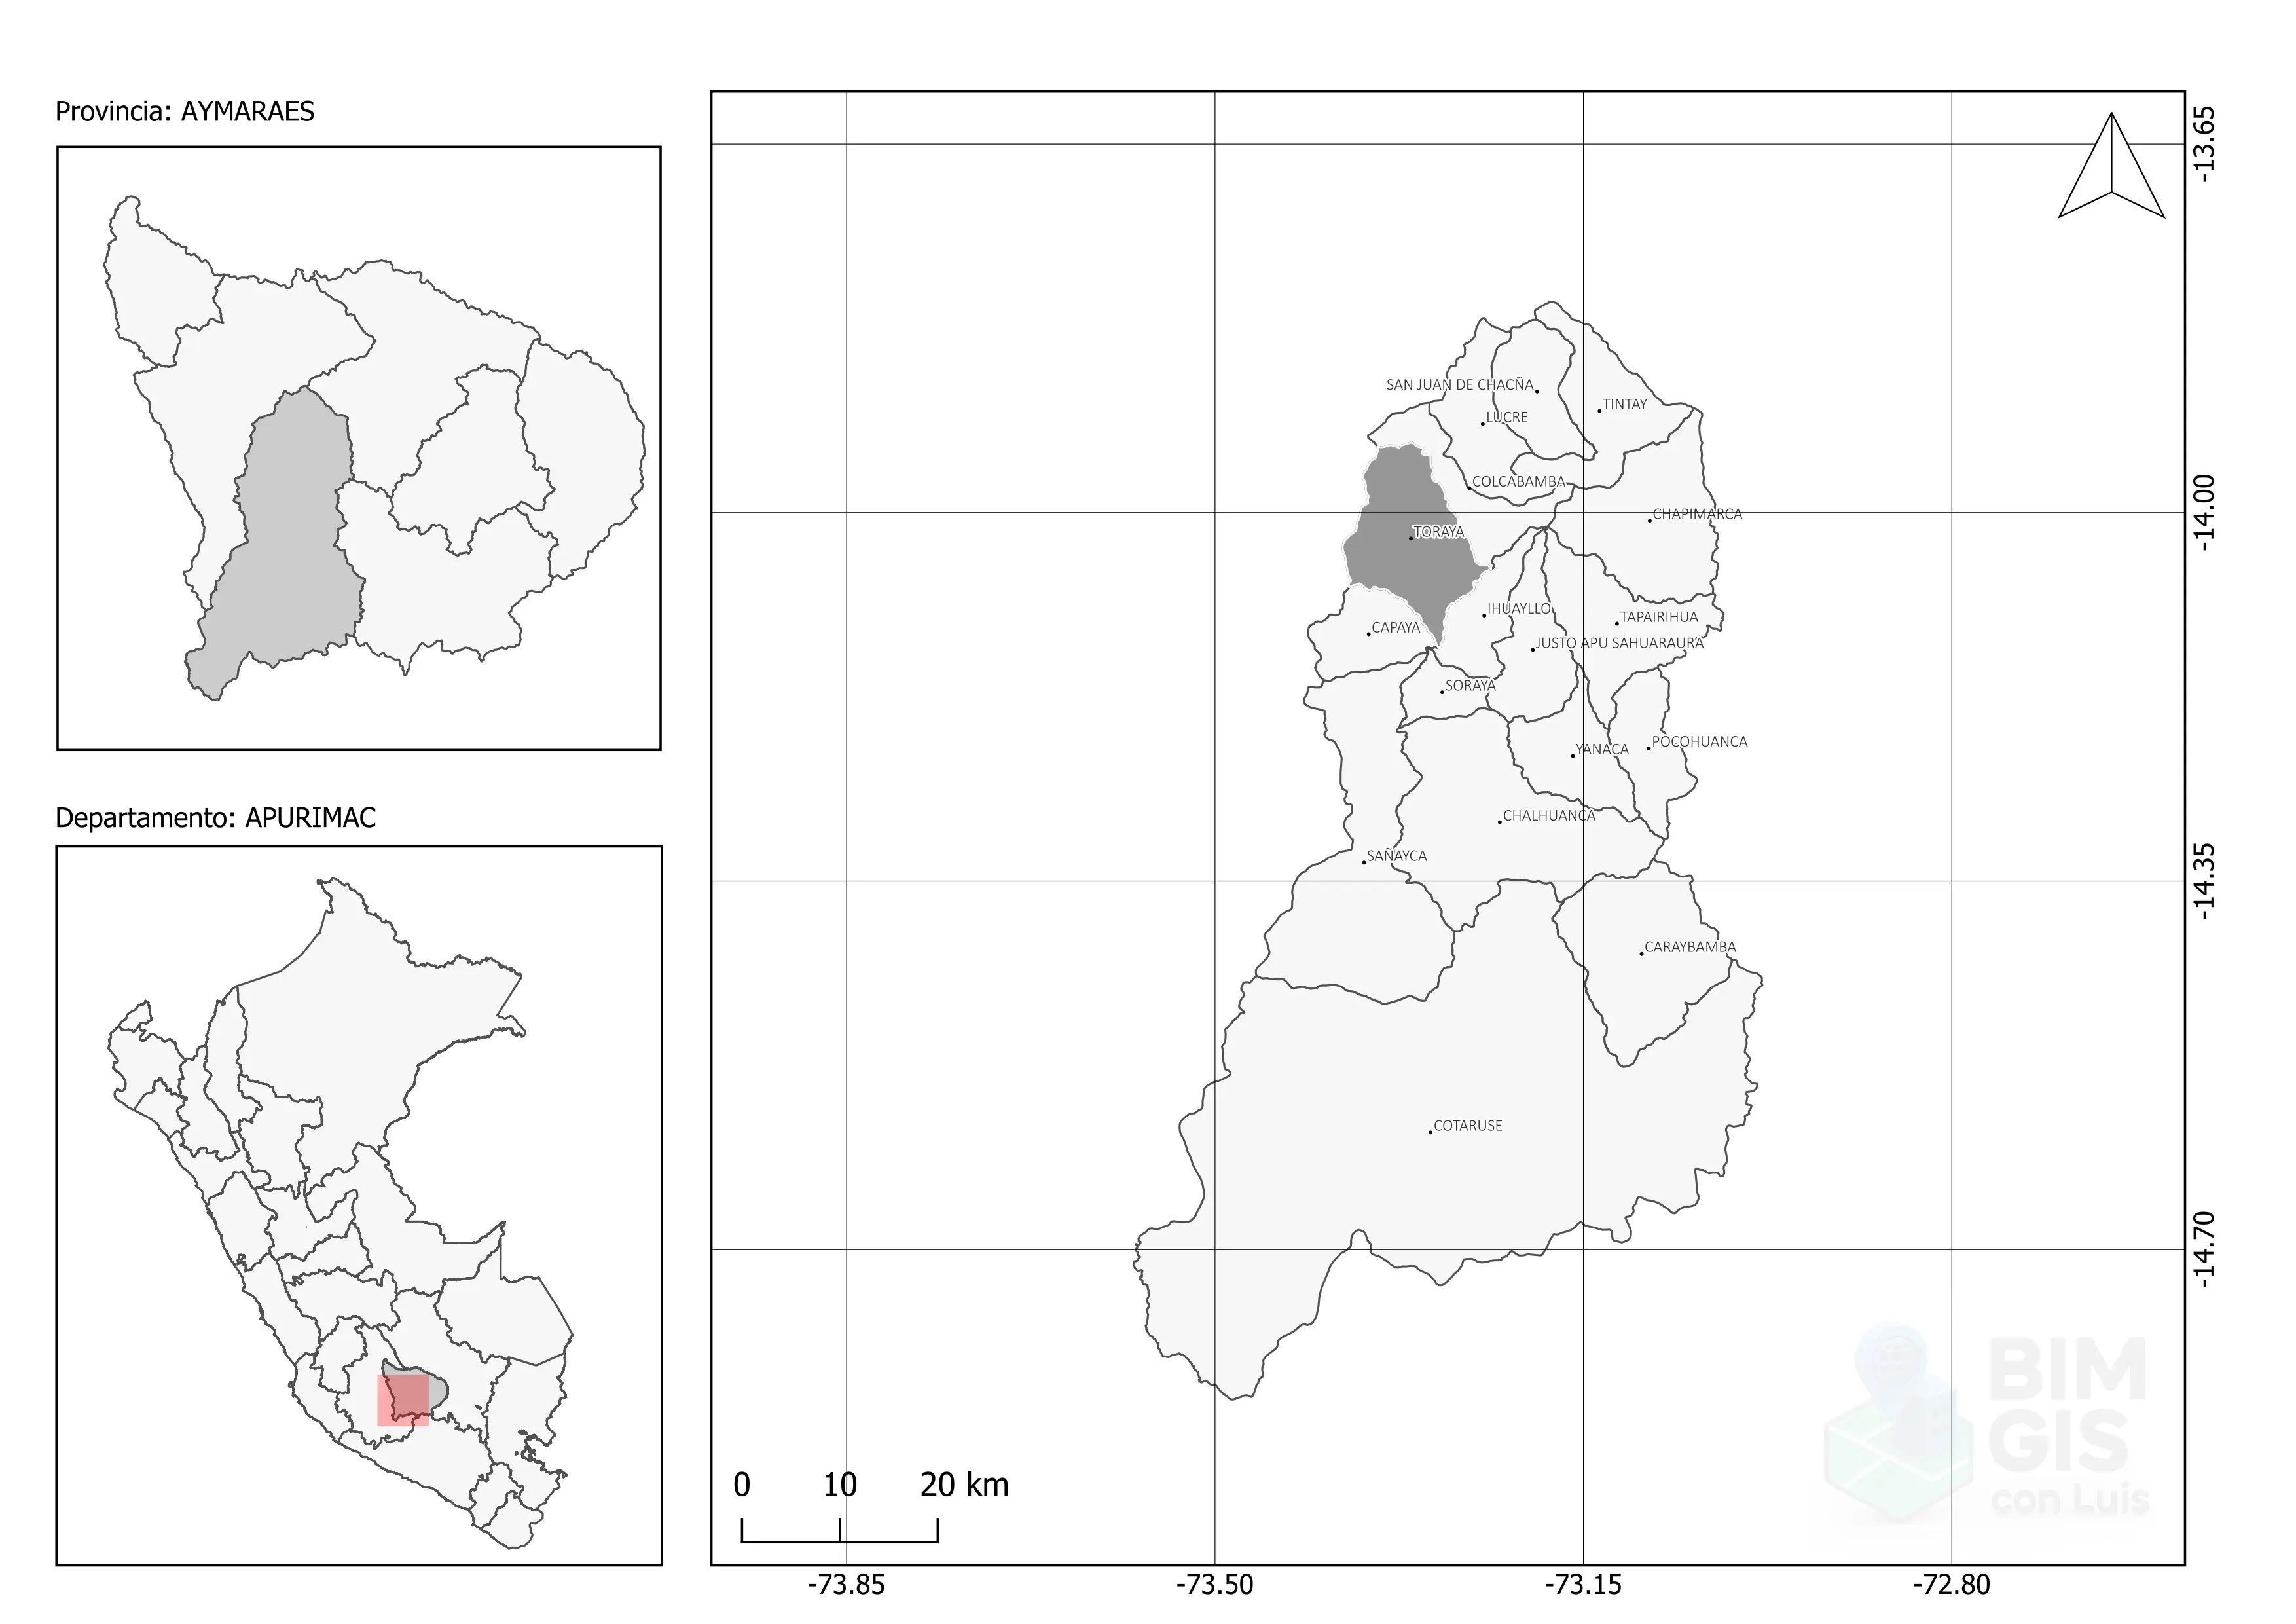 Provincia: AYMARAES
Departamento: APURIMAC
SAN JUAN DE CHACÑA
TINTAY
LUCRE
COLCABAMBA
CHAPIMARCA
TORAYA
IHUAYLLO
TAPAIRIHUA
CAPAYA
JUSTO APU SAHUARAURA
SORAYA
POCOHUANCA
YANACA
CHALHUANCA
SAÑAYCA
CARAYBAMBA
COTARUSE
-13.65
-14.00
-14.35
-14.70
0 10 20 km
BIM
GIS
con Luis
-73.85 -73.50 -73.15 -72.80